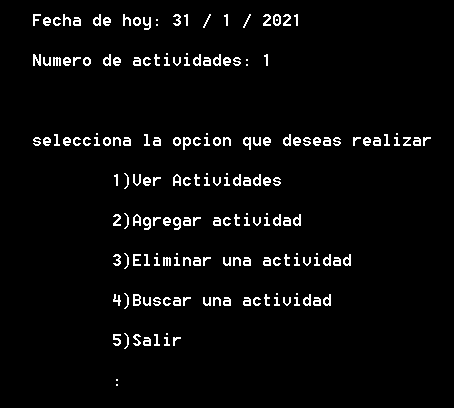 Fecha de hoy: 31 / 1 / 2021
Numero de actividades: 1
selecciona la opcion que deseas realizar
1)Ver Actividades
2)Agregar actividad
3)Eliminar una actividad
4)Buscar una actividad
5)Salir
: